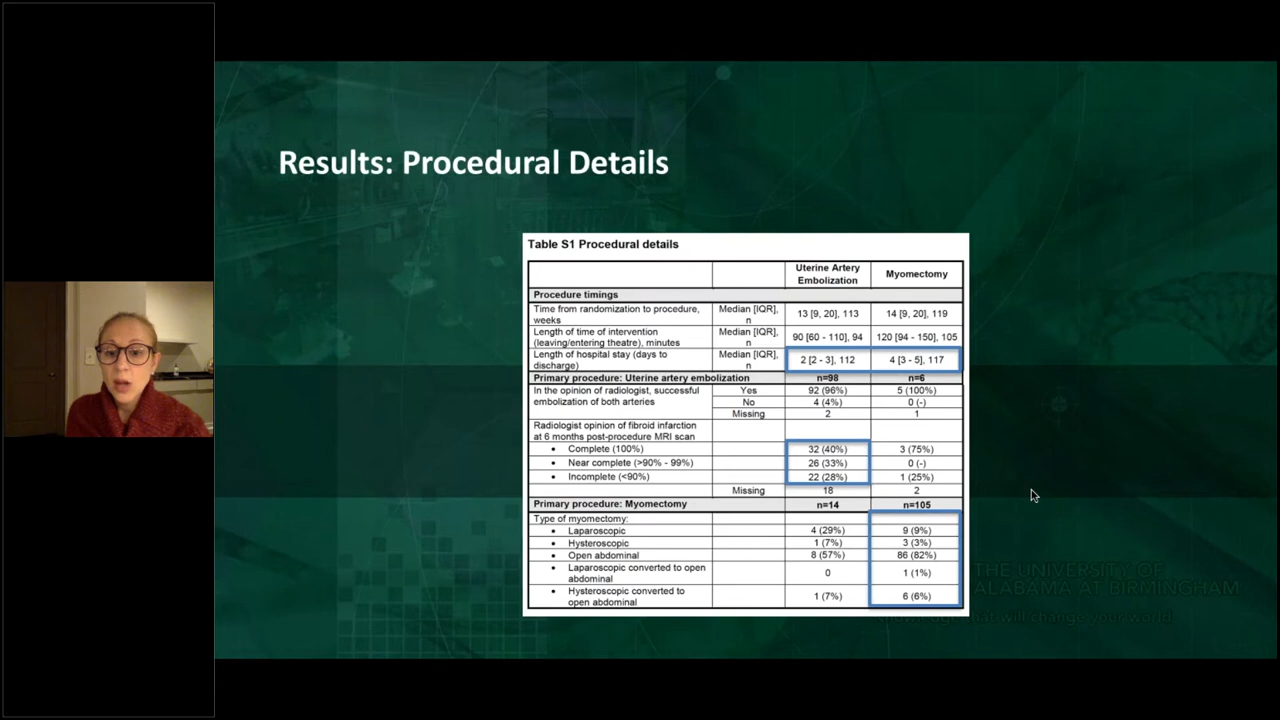 Results: Procedural Details
Table S1 Procedural details
Uterine Artery Embolization Myomectomy
Procedure timings
Time from randomization to procedure, weeks Median [IQR], n 13 [9, 20], 113 14 [9, 20], 119
Length of time of intervention (leaving/entering theatre), minutes Median [IQR], n 90 [60 - 110], 94 120 [94 - 150], 105
Length of hospital stay (days to discharge) Median [IQR], n 2 [2 - 3], 112 4 [3 - 5], 117
Primary procedure: Uterine artery embolization n=98 n=6
In the opinion of radiologist, successful embolization of both arteries Yes 92 (96%) 5 (100%)
No 4 (4%) 0 (-)
Missing 2 1
Radiologist opinion of fibroid infarction at 6 months post-procedure MRI scan
• Complete (100%) 32 (40%) 3 (75%)
• Near complete (>90% - 99%) 26 (33%) 0 (-)
• Incomplete (<90%) 22 (28%) 1 (25%)
Missing 18 2
Primary procedure: Myomectomy n=14 n=105
Type of myomectomy:
• Laparoscopic 4 (29%) 9 (9%)
• Hysteroscopic 1 (7%) 3 (3%)
• Open abdominal 8 (57%) 86 (82%)
• Laparoscopic converted to open abdominal 0 1 (1%)
• Hysteroscopic converted to open abdominal 1 (7%) 6 (6%)
THE UNIVERSITY OF
ALABAMA AT BIRMINGHAM
that will change your world